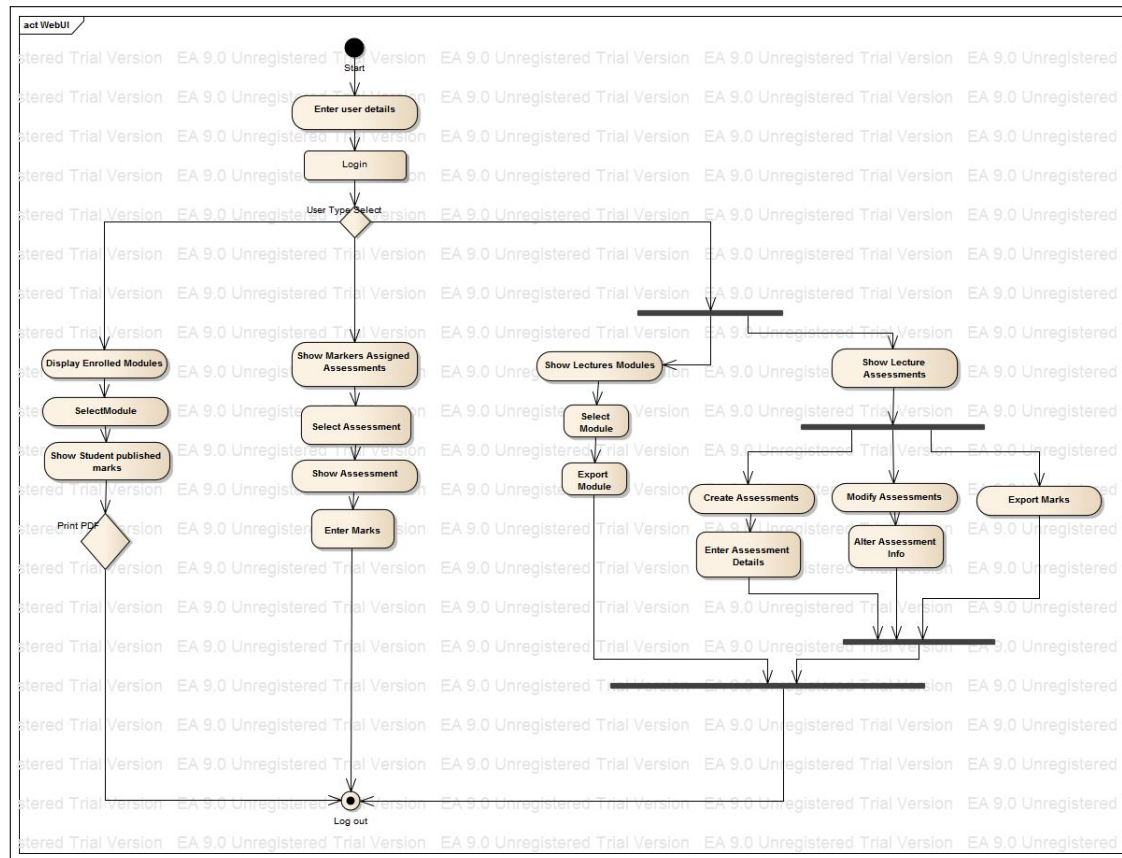 act WebUI
Start
Enter user details
Login
User Type Select
Display Enrolled Modules
SelectModule
Show Student published
marks
Print PDF
Show Markers Assigned
Assessments
Select Assessment
Show Assessment
Enter Marks
Show Lectures Modules
Select
Module
Export
Module
Show Lecture
Assessments
Create Assessments
Enter Assessment
Details
Modify Assessments
Alter Assessment
Info
Export Marks
Log out
EA 9.0 Unregistered Trial Version